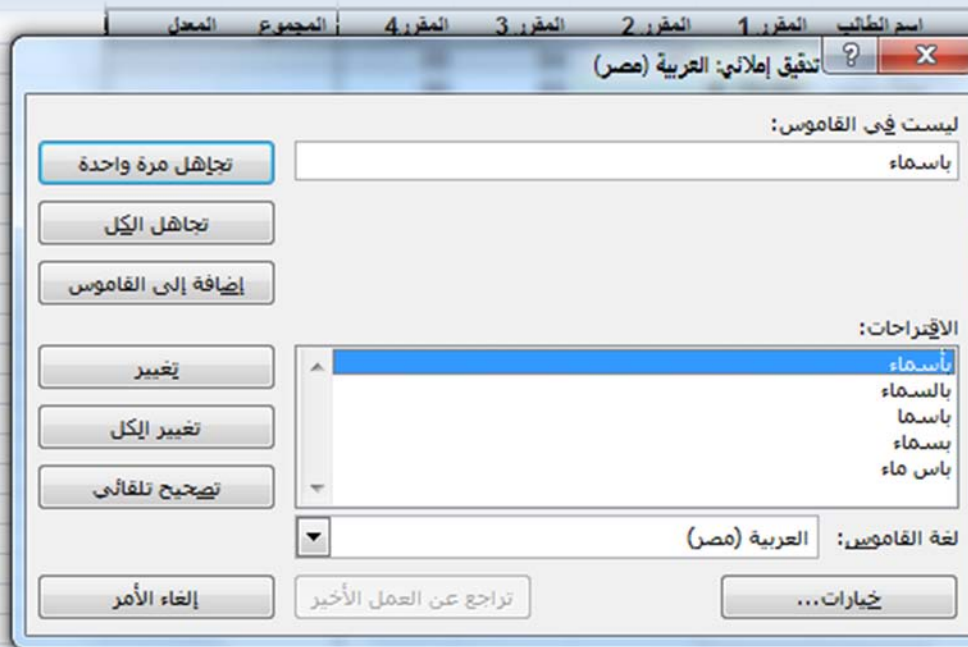 اسم الطالب المقرر 1 المقرر 2 المقرر 3 المقرر 4 المجموع المعدل
تدقيق إملائي: العربية (مصر)
ليست في القاموس:
باسماء
تجاهل مرة واحدة
تجاهل الكل
إضافة إلى القاموس
الاقتراحات:
بأسماء
بالسماء
باسما
بسماء
باس ماء
تغيير
تغيير الكل
تصحيح تلقائي
لغة القاموس: العربية (مصر)
خيارات...
تراجع عن العمل الأخير
إلغاء الأمر